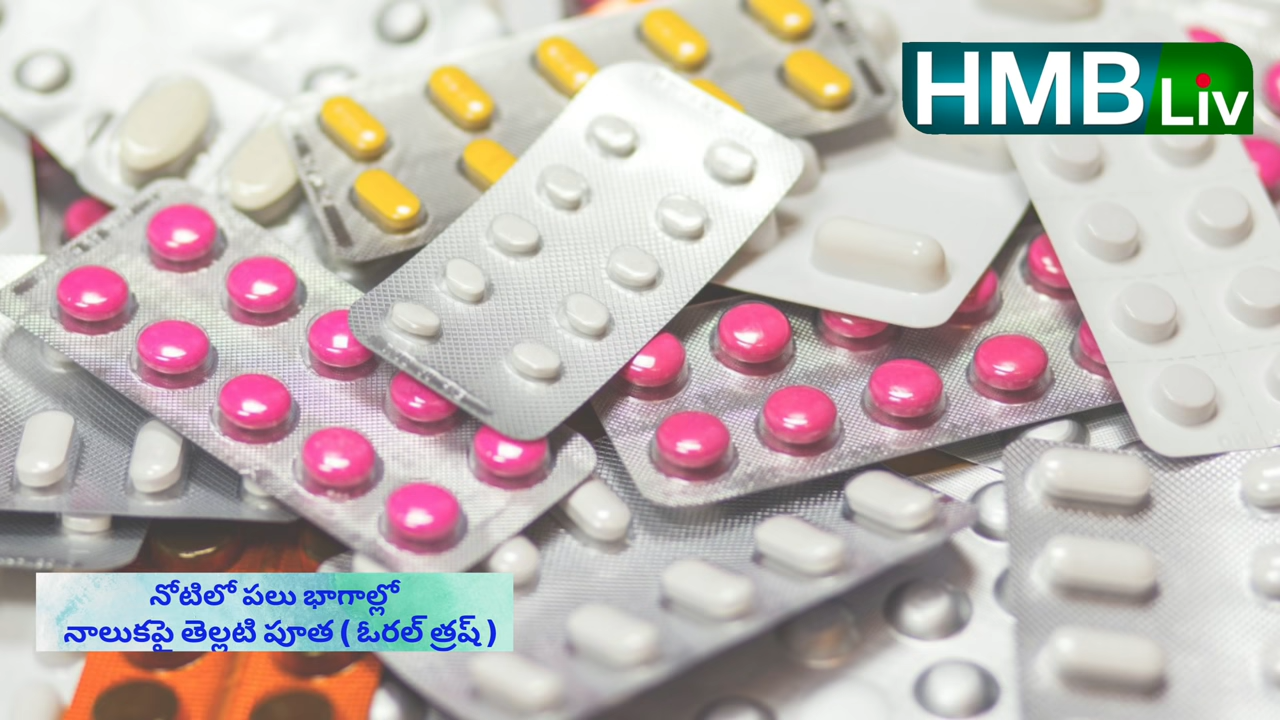 HMB Liv
నోటిలో పలు భాగాల్లో
నాలుకపై తెల్లటి పూత ( ఓరల్ త్రష్ )